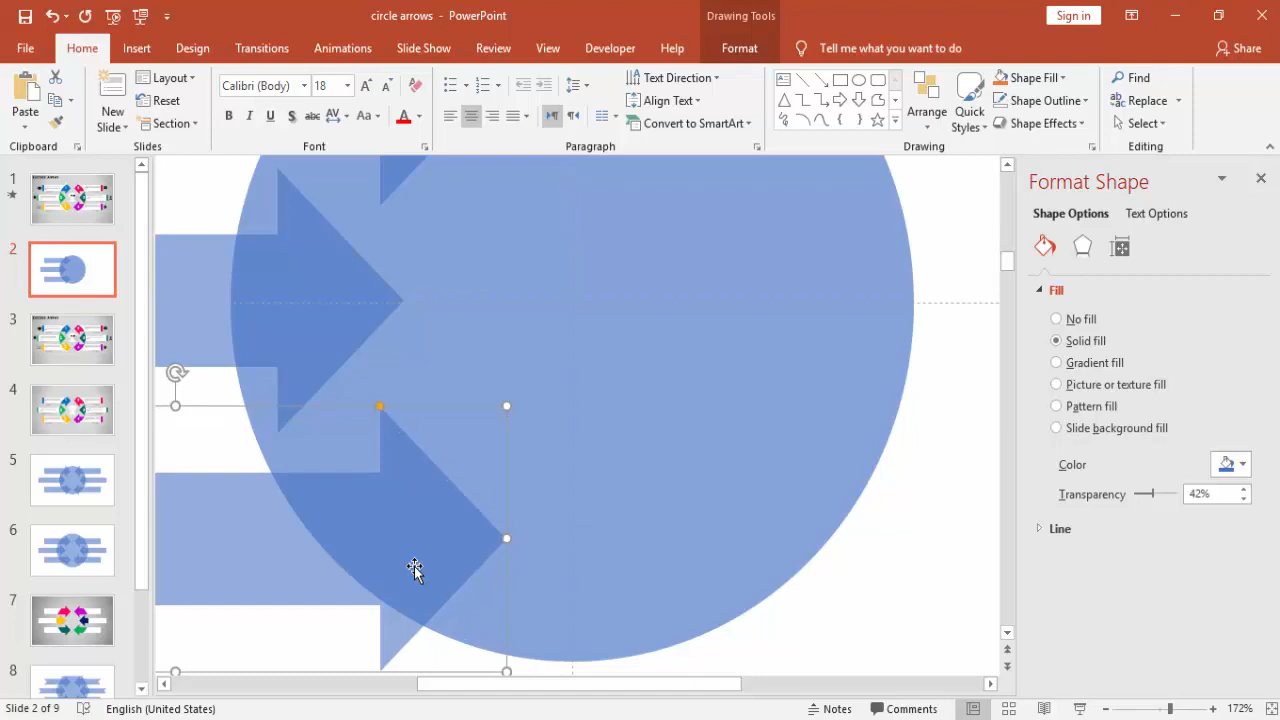 circle arrows - PowerPoint
Drawing Tools
Sign in
File
Home
Insert
Design
Transitions
Animations
Slide Show
Review
View
Developer
Help
Format
Tell me what you want to do
Share
Paste
New
Slide
Layout
Reset
Section
Calibri (Body)
18
A
A
B
I
U
S
abc
AV
Aa
A
Text Direction
Align Text
Convert to SmartArt
Arrange
Quick
Styles
Shape Fill
Shape Outline
Shape Effects
Find
Replace
Select
Clipboard
Slides
Font
Paragraph
Drawing
Editing
1
2
3
4
5
6
7
8
Format Shape
Shape Options
Text Options
Fill
No fill
Solid fill
Gradient fill
Picture or texture fill
Pattern fill
Slide background fill
Color
Transparency
42%
Line
Slide 2 of 9
English (United States)
Notes
Comments
172%